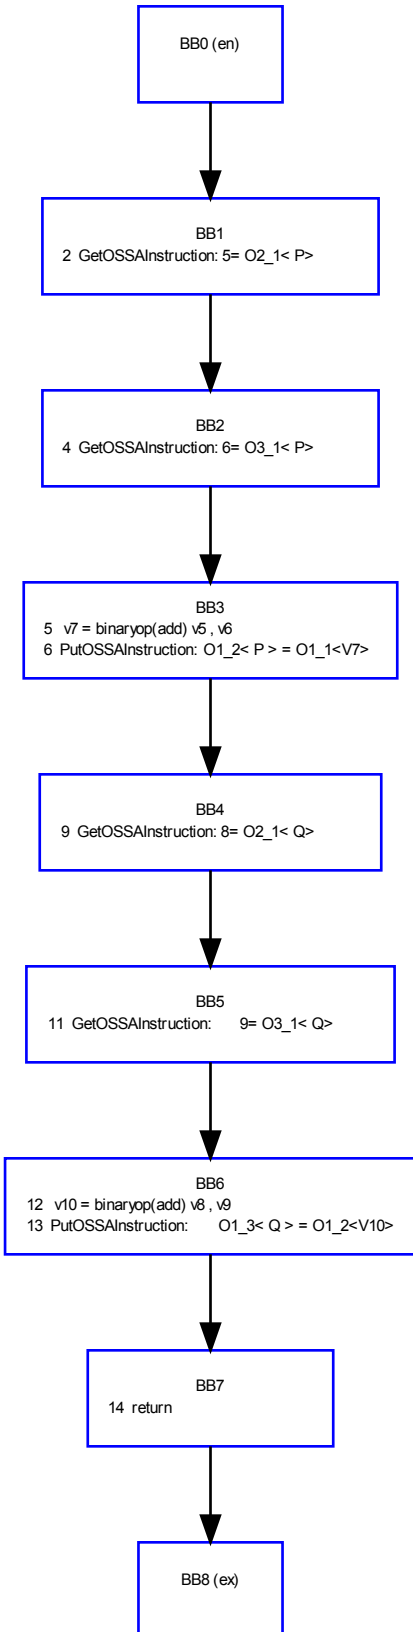 BB0 (en)
BB1
2 GetOSSAInstruction: 5= O2_1< P>
BB2
4 GetOSSAInstruction: 6= O3_1< P>
BB3
5 v7 = binaryop(add) v5 , v6
6 PutOSSAInstruction: O1_2< P > = O1_1<V7>
BB4
9 GetOSSAInstruction: 8= O2_1< Q>
BB5
11 GetOSSAInstruction: 9= O3_1< Q>
BB6
12 v10 = binaryop(add) v8 , v9
13 PutOSSAInstruction: O1_3< Q > = O1_2<V10>
BB7
14 return
BB8 (ex)